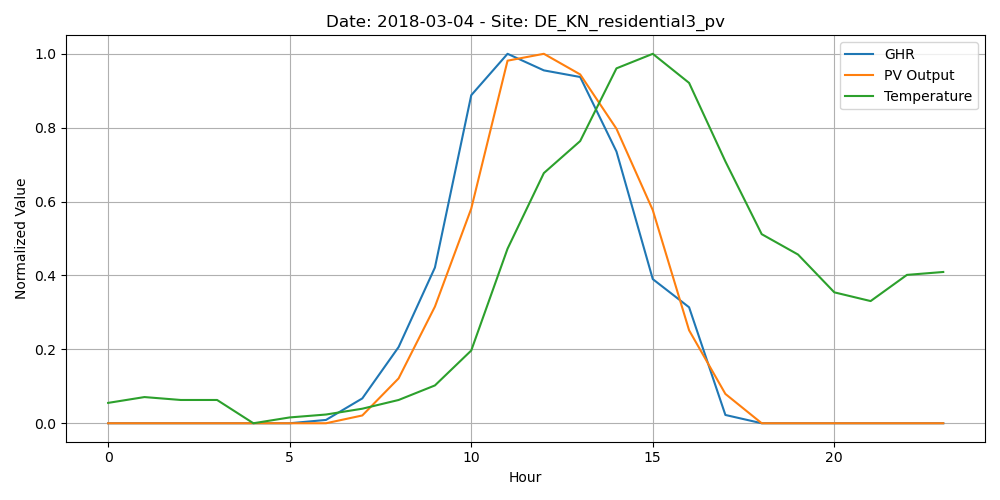 Date: 2018-03-04 - Site: DE_KN_residential3_pv
GHR
PV Output
Temperature
Normalized Value
1.0
0.8
0.6
0.4
0.2
0.0
0
5
10
15
20
Hour